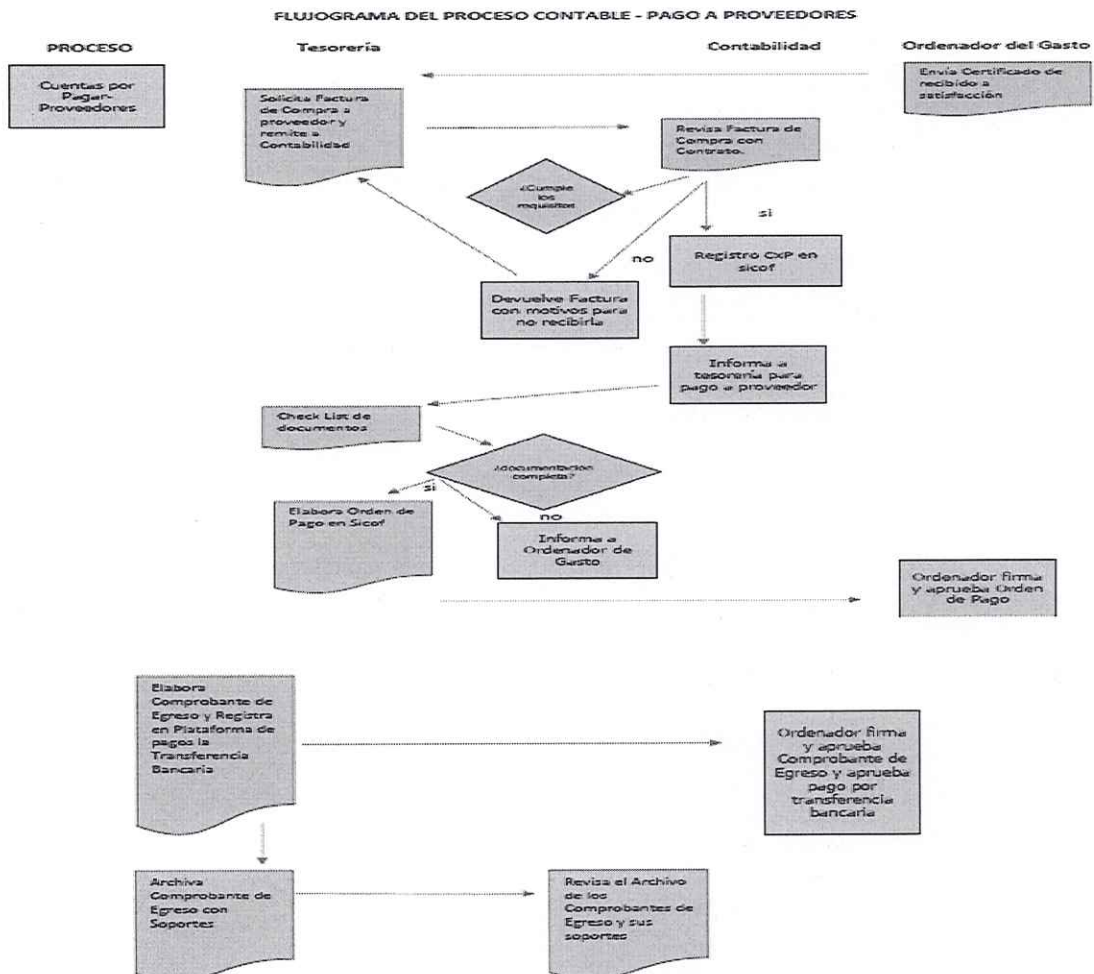 FLUJOGRAMA DEL PROCESO CONTABLE - PAGO A PROVEEDORES
PROCESO
Tesorería
Contabilidad
Ordenador del Gasto
Cuentas por
Pagar-
Proveedores
Envía Certificado de
recibido a
satisfacción
Solicita Factura
de Compra a
proveedor y
remite a
Contabilidad
Revisa Factura de
Compra con
Contrato.
¿Cumple
los
requisitos
si
no
Registro CxP en
sicof
Devuelve Factura
con motivos para
no recibirla
Informa a
tesorería para
pago a proveedor
Check List de
documentos
¿documentación
completa?
si
no
Elabora Orden de
Pago en Sicof
Informa a
Ordenador de
Gasto
Ordenador firma
y aprueba Orden
de Pago
Elabora
Comprobante de
Egreso y Registra
en Plataforma de
pagos la
Transferencia
Bancaria
Ordenador firma
y aprueba
Comprobante de
Egreso y aprueba
pago por
transferencia
bancaria
Archiva
Comprobante de
Egreso con
Soportes
Revisa el Archivo
de los
Comprobantes de
Egreso y sus
soportes